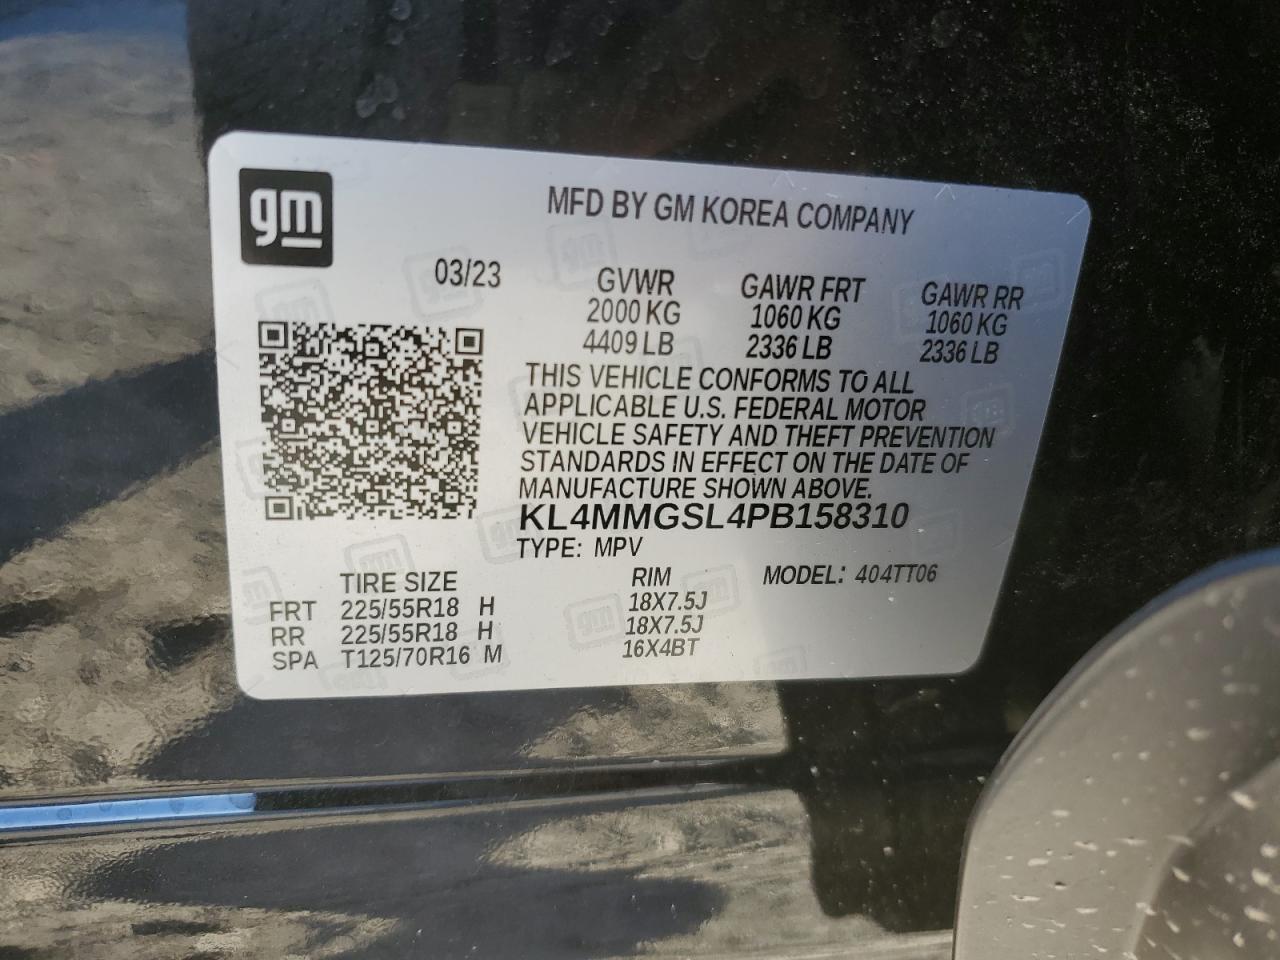 gm
MFD BY GM KOREA COMPANY
03/23 GVWR GAWR FRT GAWR RR
2000 KG 1060 KG 1060 KG
4409 LB 2336 LB 2336 LB
THIS VEHICLE CONFORMS TO ALL
APPLICABLE U.S. FEDERAL MOTOR
VEHICLE SAFETY AND THEFT PREVENTION
STANDARDS IN EFFECT ON THE DATE OF
MANUFACTURE SHOWN ABOVE.
KL4MMGSL4PB158310
TYPE: MPV
TIRE SIZE RIM MODEL: 404TT06
FRT 225/55R18 H 18X7.5J
RR 225/55R18 H 18X7.5J
SPA T125/70R16 M 16X4BT